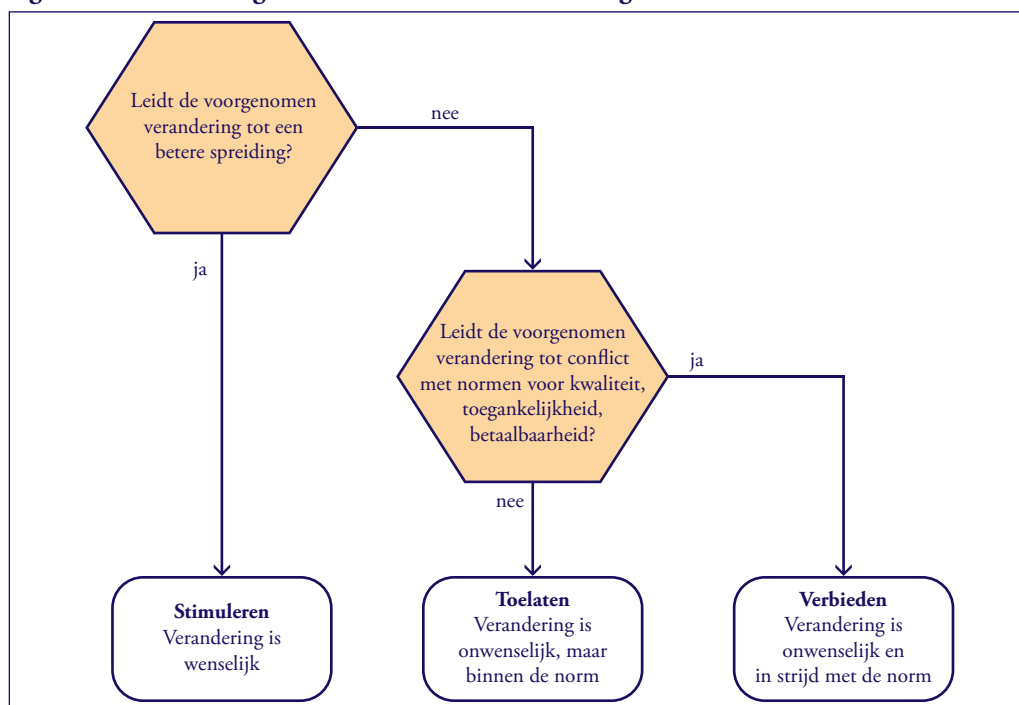 Leidt de voorgenomen
verandering tot een
betere spreiding?
nee
ja
Leidt de voorgenomen
verandering tot conflict
met normen voor kwaliteit,
toegankelijkheid,
betaalbaarheid?
ja
nee
Stimuleren
Verandering is
wenselijk
Toelaten
Verandering is
onwenselijk, maar
binnen de norm
Verbieden
Verandering is
onwenselijk en
in strijd met de norm